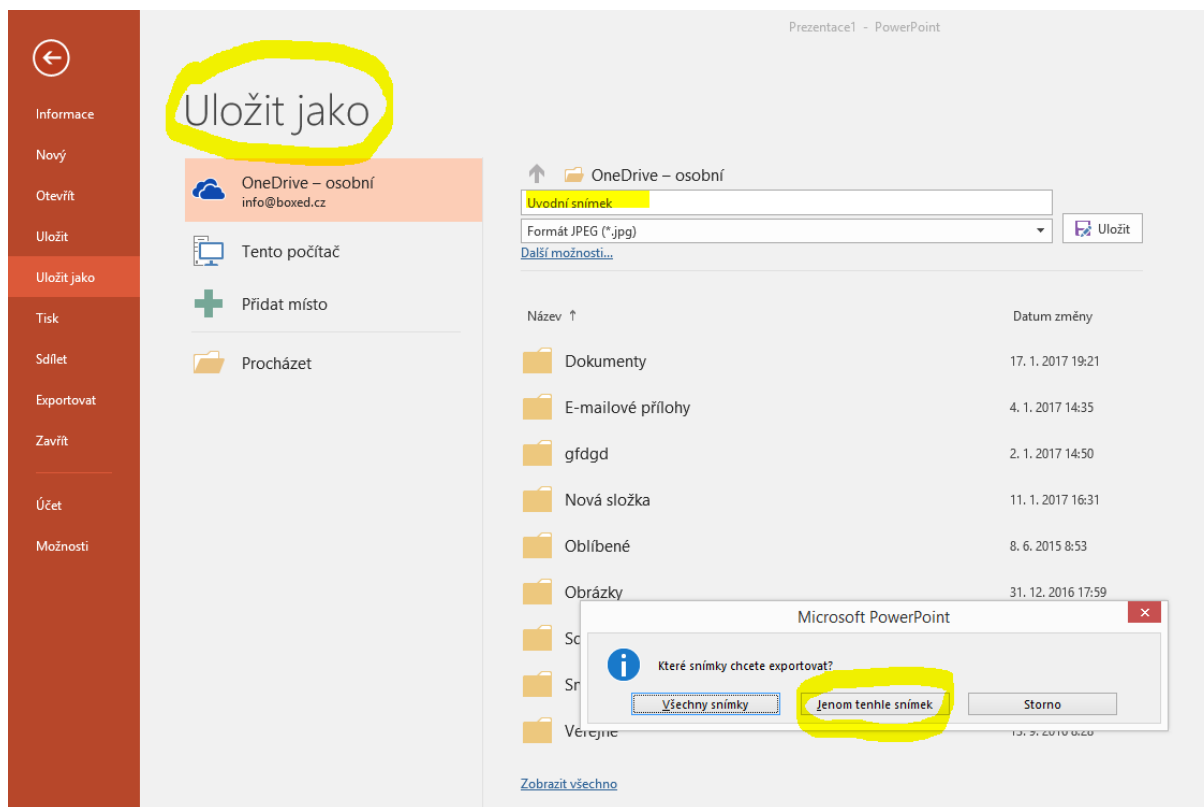 Prezentace1 - PowerPoint
Informace
Nový
Otevřít
Uložit
Uložit jako
Tisk
Sdílet
Exportovat
Zavřít
Účet
Možnosti
Uložit jako
OneDrive – osobní
info@boxed.cz
Tento počítač
Přidat místo
Procházet
OneDrive – osobní
Uvodní snímek
Formát JPEG (*.jpg)
Uložit
Další možnosti...
Název ↑ Datum změny
Dokumenty 17. 1. 2017 19:21
E-mailové přílohy 4. 1. 2017 14:35
gfdgd 2. 1. 2017 14:50
Nová složka 11. 1. 2017 16:31
Oblíbené 8. 6. 2015 8:53
Obrázky 31. 12. 2016 17:59
Veřejné
Zobrazit všechno
Microsoft PowerPoint
Které snímky chcete exportovat?
Všechny snímky Jenom tenhle snímek Storno